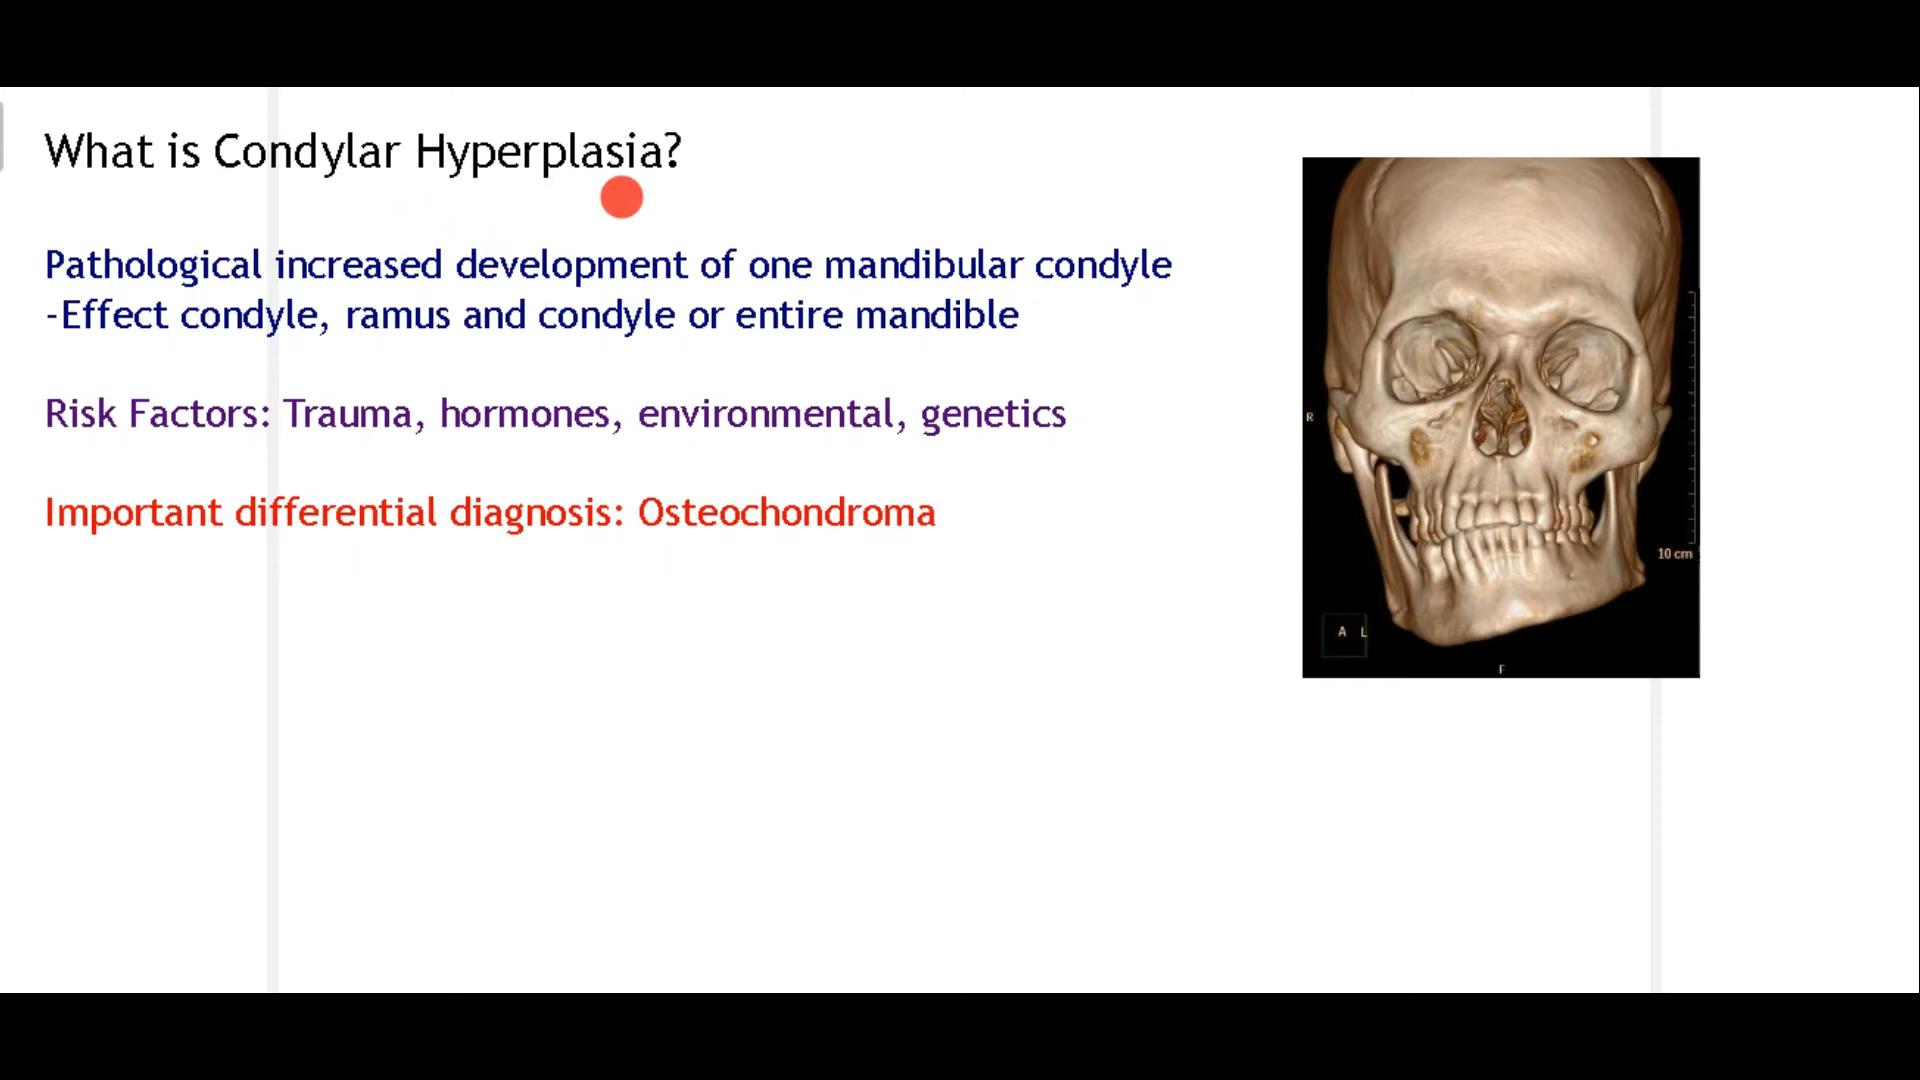 What is Condylar Hyperplasia?
Pathological increased development of one mandibular condyle
-Effect condyle, ramus and condyle or entire mandible
Risk Factors: Trauma, hormones, environmental, genetics
Important differential diagnosis: Osteochondroma
R
10 cm
A L
F